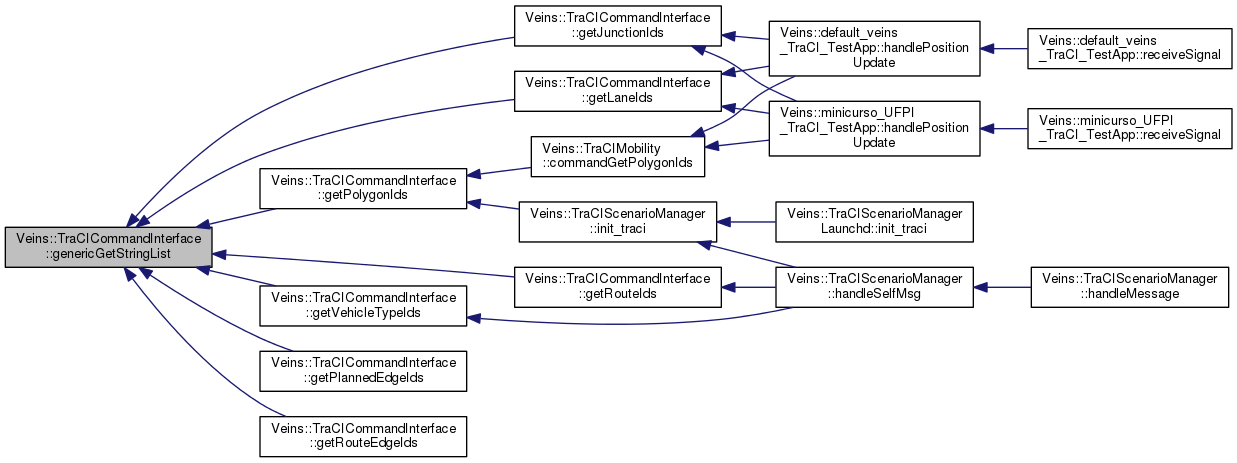 Veins::TraCICommandInterface
::getJunctionIds
Veins::default_veins
_TraCI_TestApp::handlePosition
Update
Veins::default_veins
_TraCI_TestApp::receiveSignal
Veins::TraCICommandInterface
::getLaneIds
Veins::minicurso_UFPI
_TraCI_TestApp::handlePosition
Update
Veins::minicurso_UFPI
_TraCI_TestApp::receiveSignal
Veins::TraCIMobility
::commandGetPolygonIds
Veins::TraCICommandInterface
::getPolygonIds
Veins::TraCIScenarioManager
::init_traci
Veins::TraCIScenarioManager
Launchd::init_traci
Veins::TraCICommandInterface
::genericGetStringList
Veins::TraCICommandInterface
::getRouteIds
Veins::TraCIScenarioManager
::handleSelfMsg
Veins::TraCIScenarioManager
::handleMessage
Veins::TraCICommandInterface
::getVehicleTypeIds
Veins::TraCICommandInterface
::getPlannedEdgeIds
Veins::TraCICommandInterface
::getRouteEdgeIds